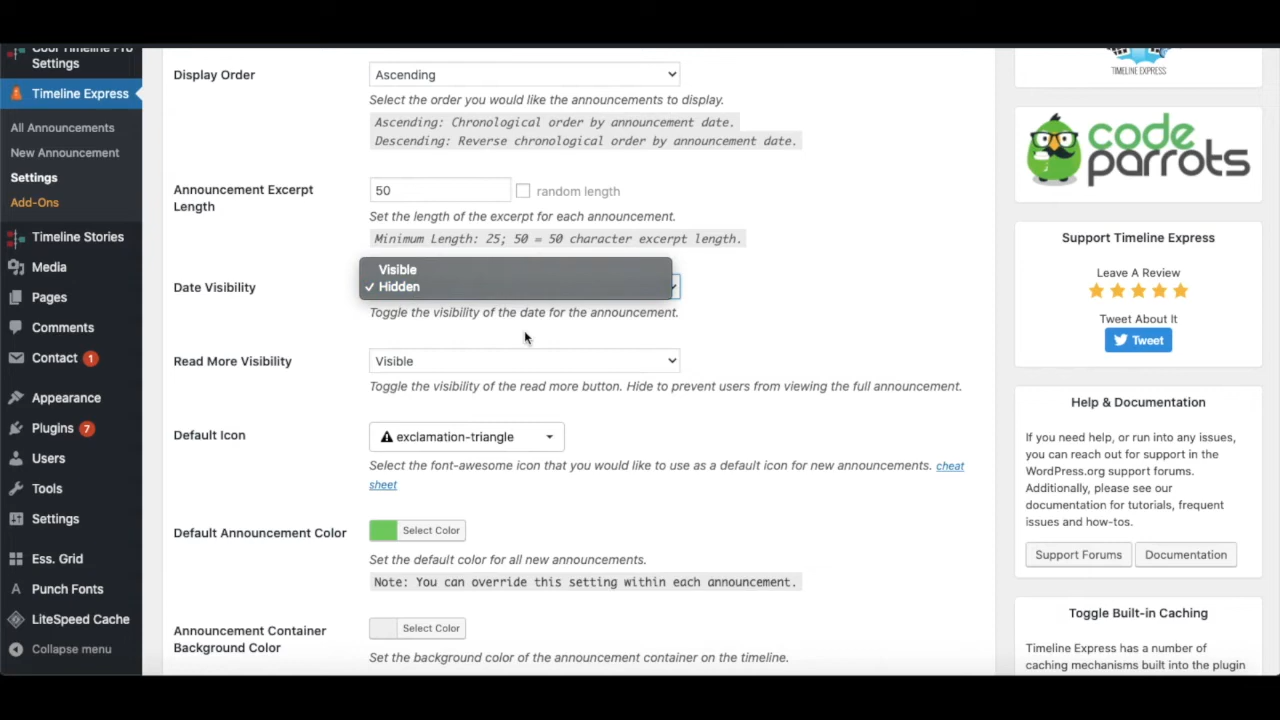 Cool Timeline Pro
Settings
Timeline Express
All Announcements
New Announcement
Settings
Add-Ons
Timeline Stories
Media
Pages
Comments
Contact 1
Appearance
Plugins 7
Users
Tools
Settings
Ess. Grid
Punch Fonts
LiteSpeed Cache
Collapse menu
Display Order
Ascending
Select the order you would like the announcements to display.
Ascending: Chronological order by announcement date.
Descending: Reverse chronological order by announcement date.
Announcement Excerpt
Length
50
random length
Set the length of the excerpt for each announcement.
Minimum Length: 25; 50 = 50 character excerpt length.
Date Visibility
Visible
Hidden
Toggle the visibility of the date for the announcement.
Read More Visibility
Visible
Toggle the visibility of the read more button. Hide to prevent users from viewing the full announcement.
Default Icon
exclamation-triangle
Select the font-awesome icon that you would like to use as a default icon for new announcements. cheat
sheet
Default Announcement Color
Select Color
Set the default color for all new announcements.
Note: You can override this setting within each announcement.
Announcement Container
Background Color
Select Color
Set the background color of the announcement container on the timeline.
TIMELINE EXPRESS
code
parrots
Support Timeline Express
Leave A Review
Tweet About It
Tweet
Help & Documentation
If you need help, or run into any issues,
you can reach out for support in the
WordPress.org support forums.
Additionally, please see our
documentation for tutorials, frequent
issues and how-tos.
Support Forums
Documentation
Toggle Built-in Caching
Timeline Express has a number of
caching mechanisms built into the plugin